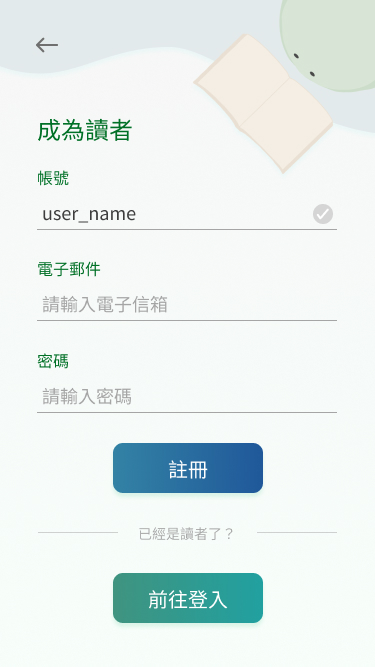 成為讀者
帳號
user_name
電子郵件
請輸入電子信箱
密碼
請輸入密碼
註冊
已經是讀者了？
前往登入